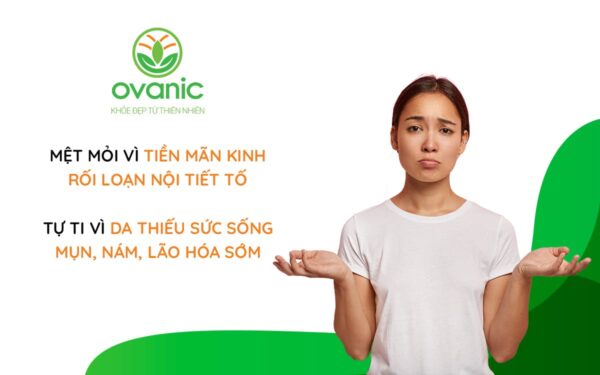 ovanic
KHỎE ĐẸP TỪ THIÊN NHIÊN
MỆT MỎI VÌ TIỀN MÃN KINH
RỐI LOẠN NỘI TIẾT TỐ
TỰ TI VÌ DA THIẾU SỨC SỐNG
MỤN, NÁM, LÃO HÓA SỚM